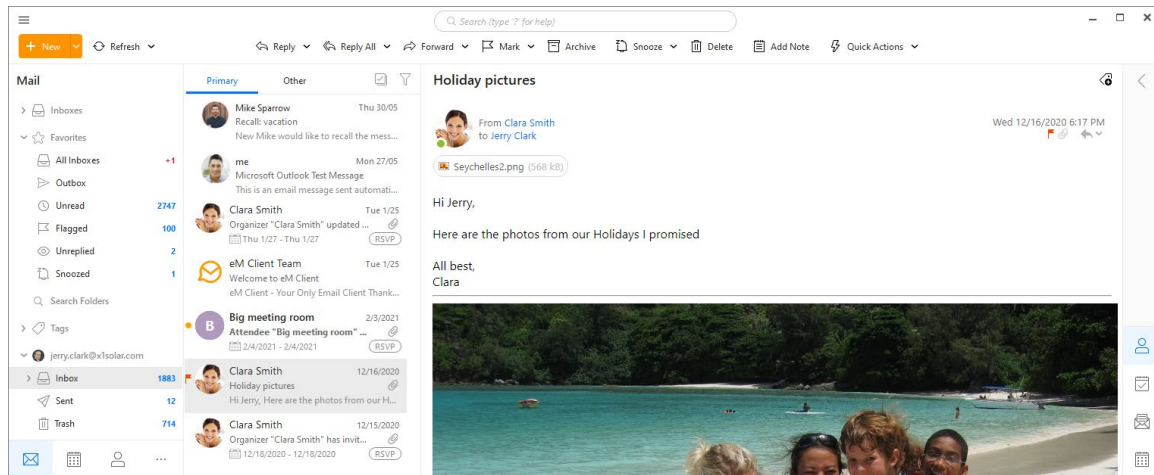 Search (type '?' for help)
+ New
Refresh
Reply
Reply All
Forward
Mark
Archive
Snooze
Delete
Add Note
Quick Actions
Mail
Inboxes
Favorites
All Inboxes +1
Outbox
Unread 2747
Flagged 100
Unreplied 2
Snoozed 1
Search Folders
Tags
jerry.clark@x1solar.com
Inbox 1883
Sent 12
Trash 714
Primary Other
Mike Sparrow Thu 30/05
Recall: vacation
New Mike would like to recall the mess...
me Mon 27/05
Microsoft Outlook Test Message
This is an email message sent automati...
Clara Smith Tue 1/25
Organizer "Clara Smith" updated ...
Thu 1/27 - Thu 1/27 RSVP
eM Client Team Tue 1/25
Welcome to eM Client
eM Client - Your Only Email Client Thank...
B
Big meeting room 2/3/2021
Attendee "Big meeting room" ...
2/4/2021 - 2/4/2021 RSVP
Clara Smith 12/16/2020
Holiday pictures
Hi Jerry, Here are the photos from our H...
Clara Smith 12/15/2020
Organizer "Clara Smith" has invit...
12/18/2020 - 12/18/2020 RSVP
Holiday pictures
From Clara Smith
to Jerry Clark
Wed 12/16/2020 6:17 PM
Seychelles2.png (568 kB)
Hi Jerry,
Here are the photos from our Holidays I promised
All best,
Clara